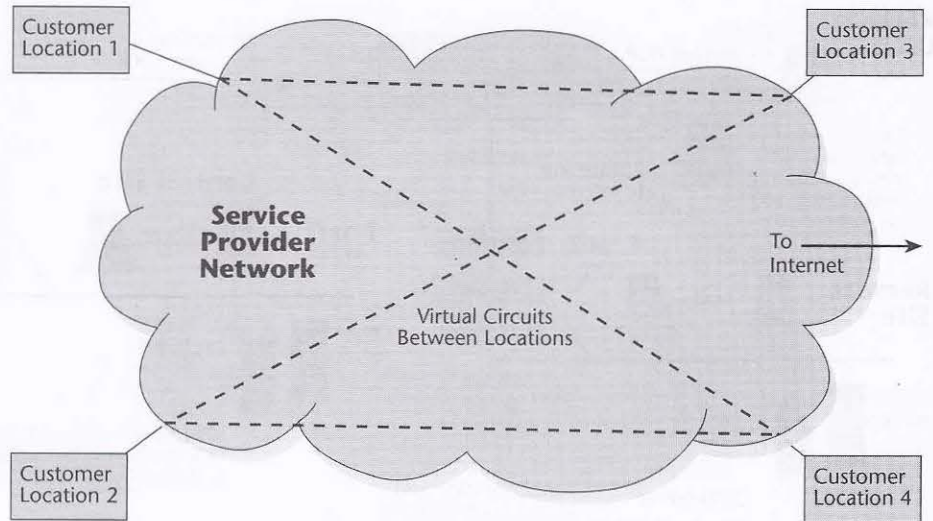 Customer
Location 1
Customer
Location 3
Service
Provider
Network
To
Internet
Virtual Circuits
Between Locations
Customer
Location 2
Customer
Location 4